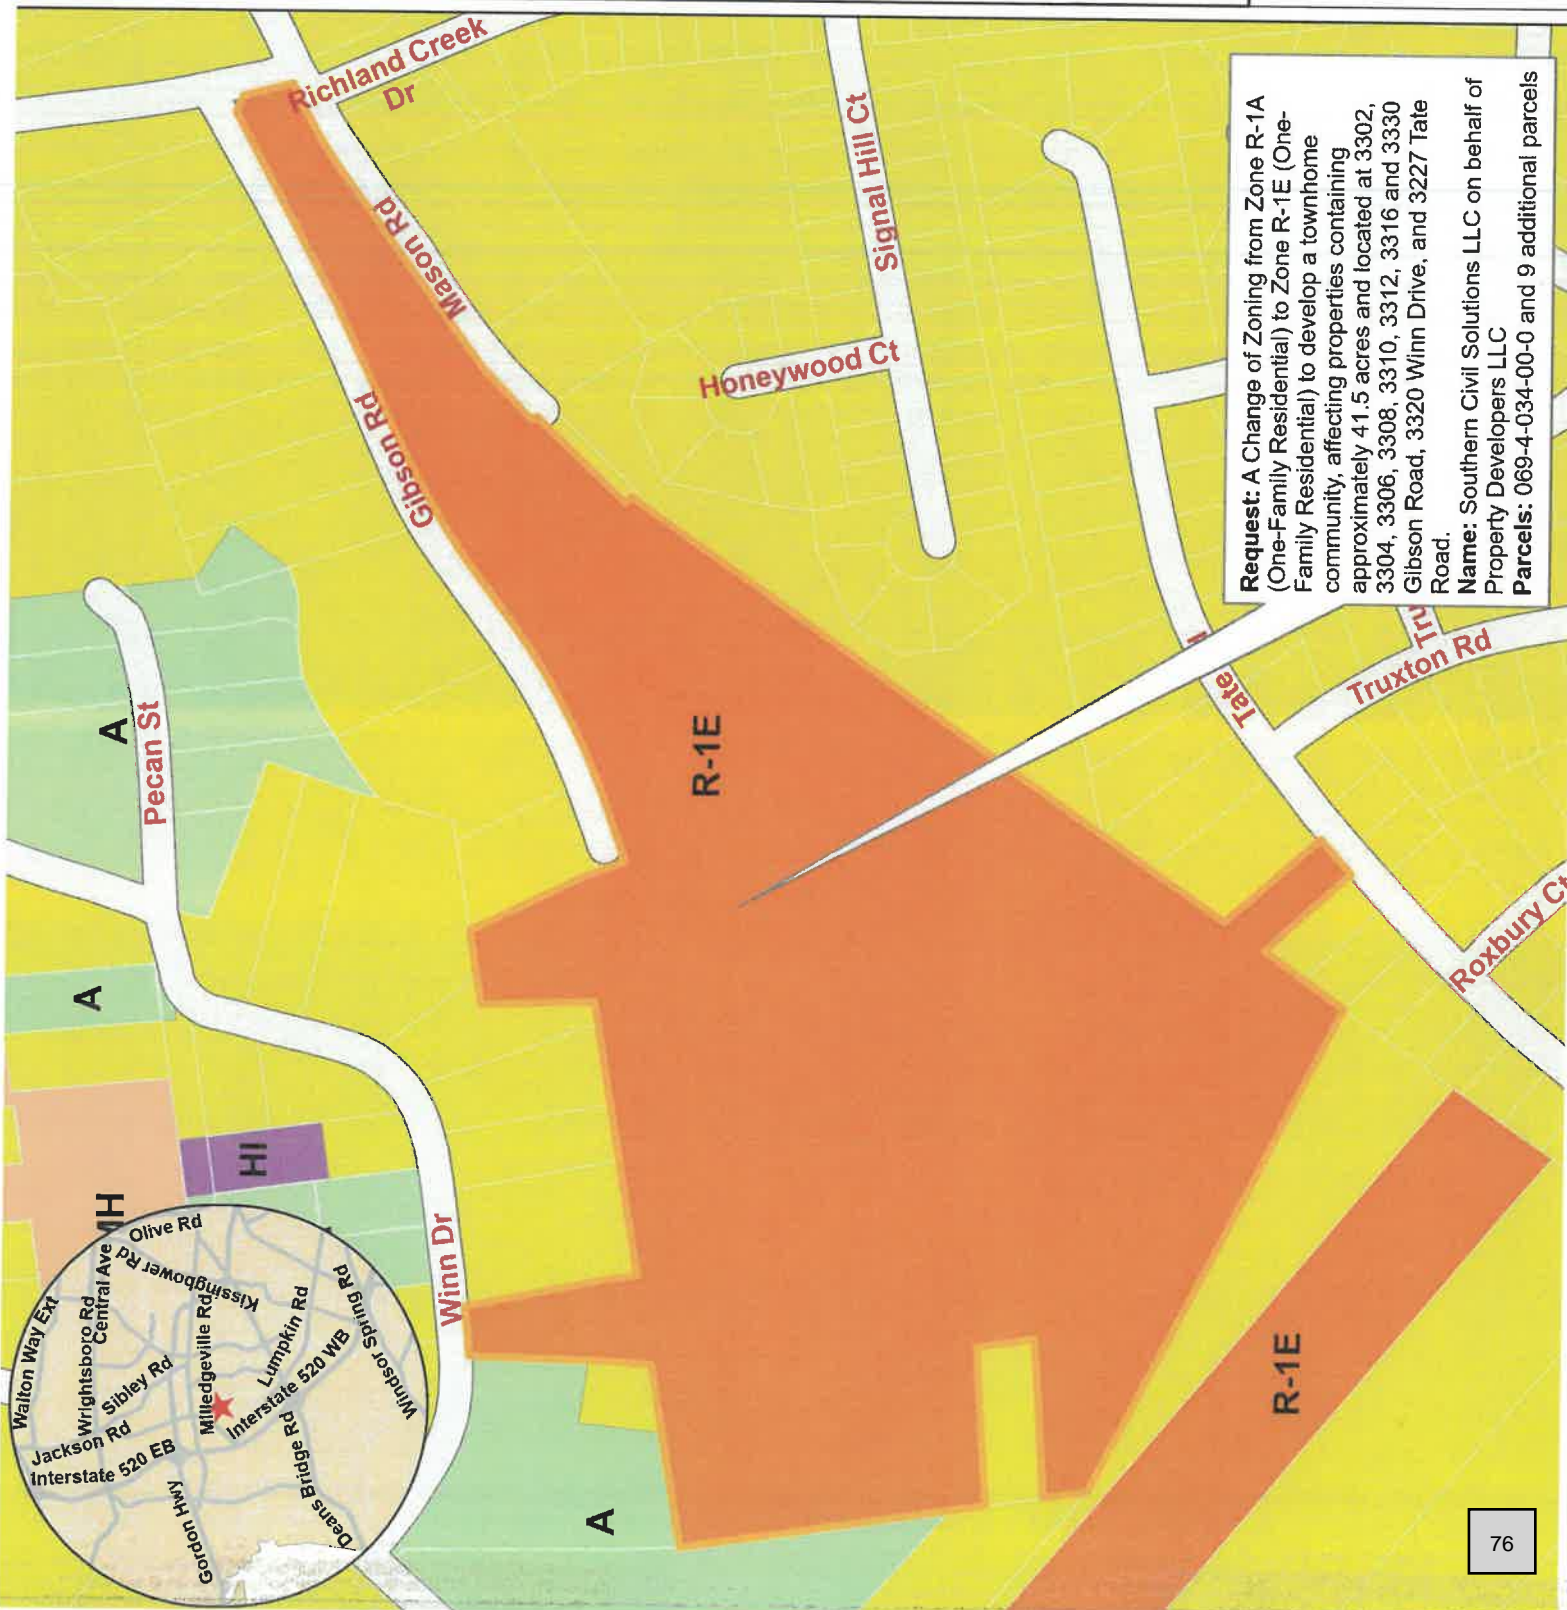 Request: A Change of Zoning from Zone R-1A
(One-Family Residential) to Zone R-1E (One-
Family Residential) to develop a townhome
community, affecting properties containing
approximately 41.5 acres and located at 3302,
3304, 3306, 3308, 3310, 3312, 3316 and 3330
Gibson Road, 3320 Winn Drive, and 3227 Tate
Road.
Name: Southern Civil Solutions LLC on behalf of
Property Developers LLC
Parcels: 069-4-034-00-0 and 9 additional parcels
Richland Creek
Dr
Mason Rd
Gibson Rd
Signal Hill Ct
Honeywood Ct
Pecan St
A
A
HI
Winn Dr
A
R-1E
R-1E
Tate
Tru
Truxton Rd
Roxbury Ct
Walton Way Ext
Wrightsboro Rd
Central Ave
Olive Rd
Kissingbower Rd
Jackson Rd
Sibley Rd
Milledgeville Rd
Lumpkin Rd
Interstate 520 EB
Interstate 520 WB
Windsor Spring Rd
Gordon Hwy
Deans Bridge Rd
76